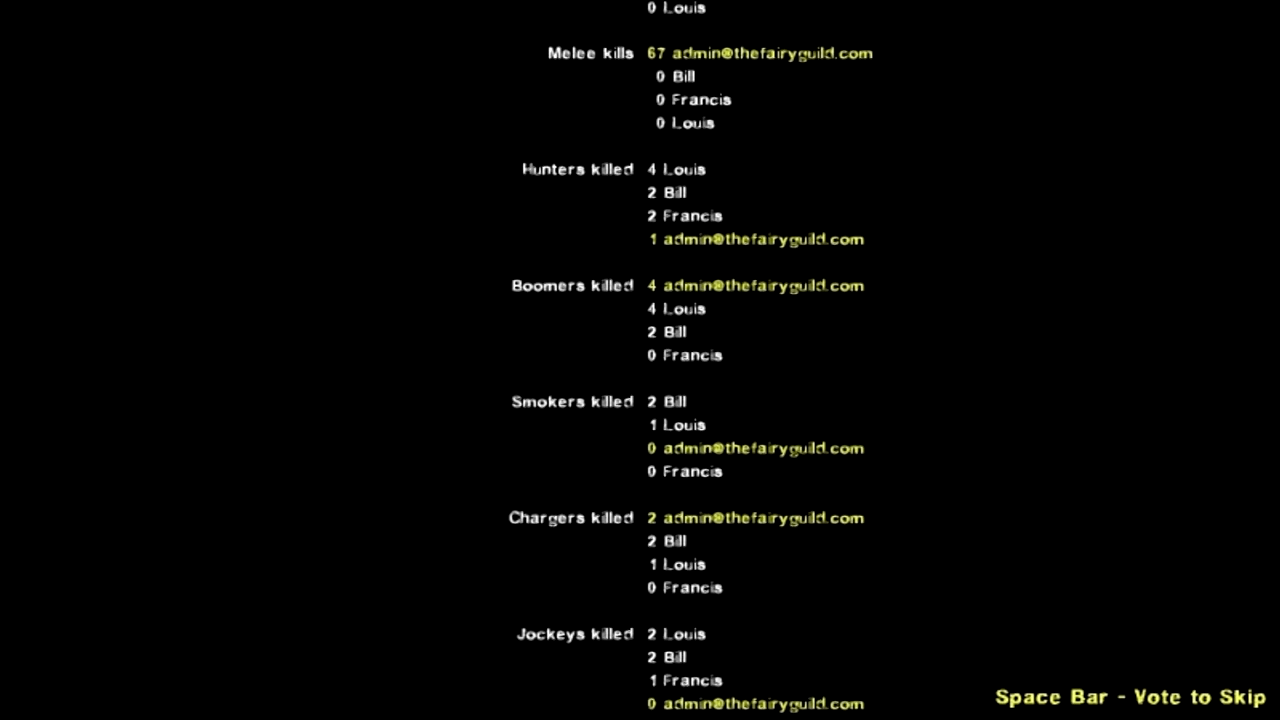 0 Louis
Melee kills 67 admin@thefairyguild.com
0 Bill
0 Francis
0 Louis
Hunters killed 4 Louis
2 Bill
2 Francis
1 admin@thefairyguild.com
Boomers killed 4 admin@thefairyguild.com
4 Louis
2 Bill
0 Francis
Smokers killed 2 Bill
1 Louis
0 admin@thefairyguild.com
0 Francis
Chargers killed 2 admin@thefairyguild.com
2 Bill
1 Louis
0 Francis
Jockeys killed 2 Louis
2 Bill
1 Francis
0 admin@thefairyguild.com
Space Bar - Vote to Skip